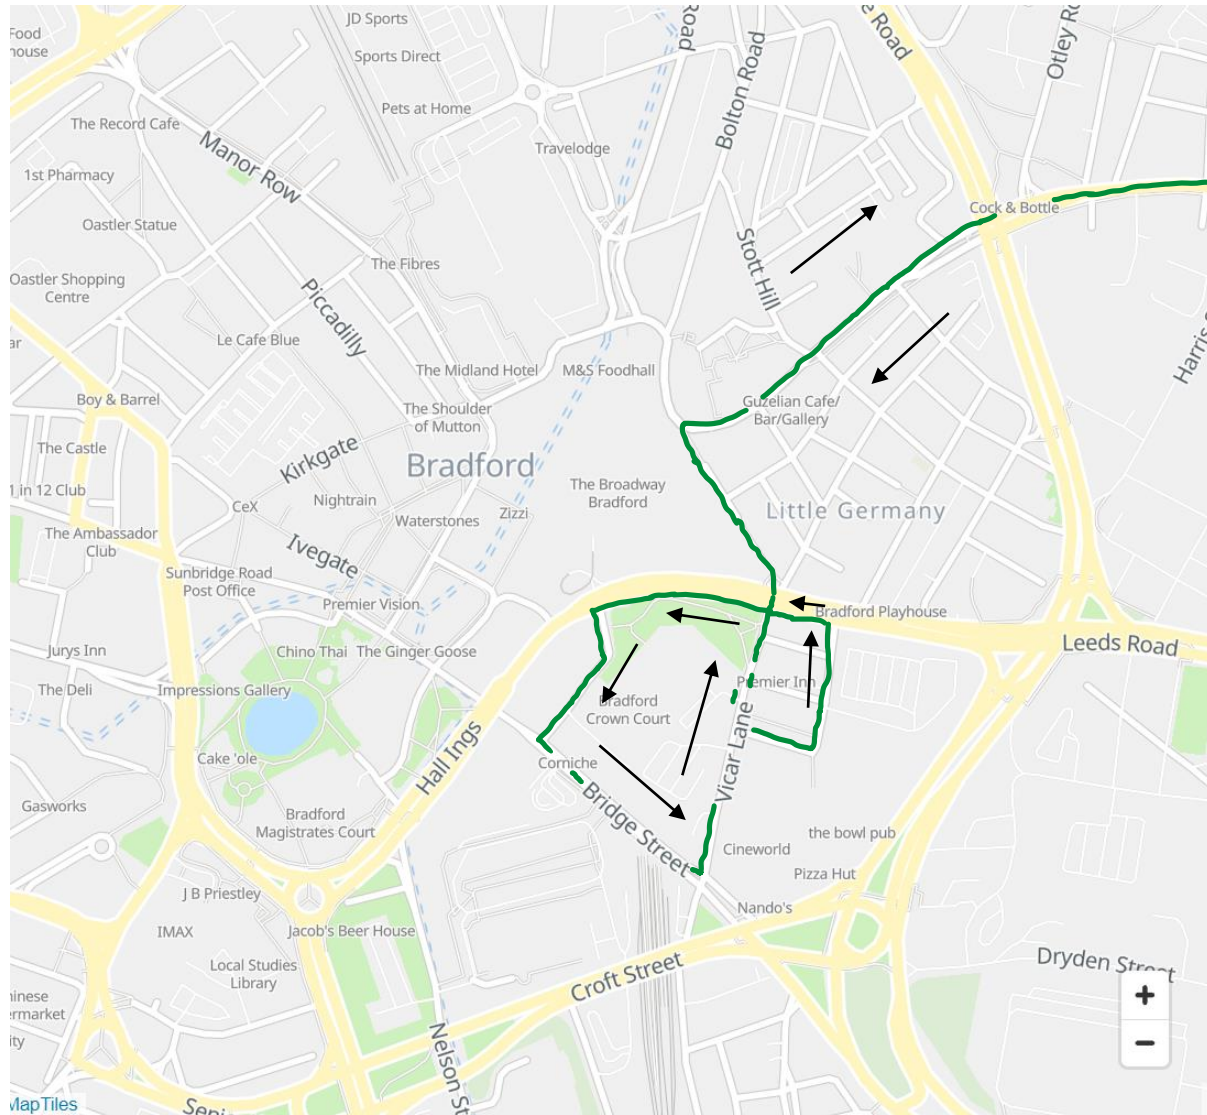 Food
house
JD Sports
Sports Direct
Pets at Home
Road
Bolton Road
e Road
Otley Ro
The Record Cafe
Manor Row
Travelodge
1st Pharmacy
Oastler Statue
Cock & Bottle
Stott Hill
The Fibres
Oastler Shopping
Centre
Piccadilly
Le Cafe Blue
ar
Harris
The Midland Hotel
M&S Foodhall
Boy & Barrel
The Shoulder
of Mutton
Guzelian Cafe/
Bar/Gallery
The Castle
Kirkgate
Bradford
1 in 12 Club
Nightrain
The Broadway
Bradford
CeX
Zizzi
Waterstones
Little Germany
The Ambassador
Club
Ivegate
Sunbridge Road
Post Office
Premier Vision
Bradford Playhouse
Leeds Road
Jurys Inn
Chino Thai
The Ginger Goose
The Deli
Impressions Gallery
Premier Inn
Bradford
Crown Court
Vicar Lane
Hall Ings
Cake 'ole
Corniche
Gasworks
Bridge Street
Bradford
Magistrates Court
the bowl pub
Cineworld
Pizza Hut
J B Priestley
Nando's
IMAX
Jacob's Beer House
Local Studies
Library
Croft Street
Dryden Street
hinese
ermarket
ity
+
−
Nelson St
MapTiles